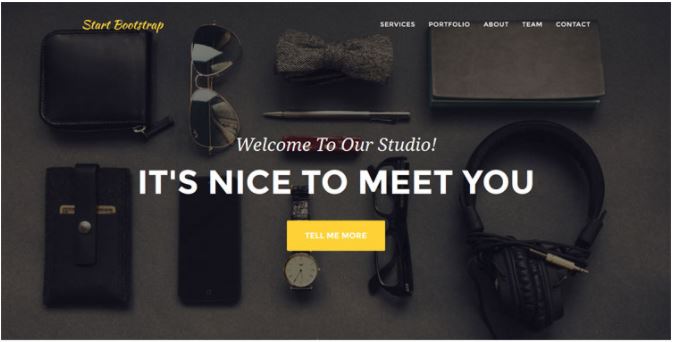 Start Bootstrap
SERVICES PORTFOLIO ABOUT TEAM CONTACT
Welcome To Our Studio!
IT'S NICE TO MEET YOU
TELL ME MORE